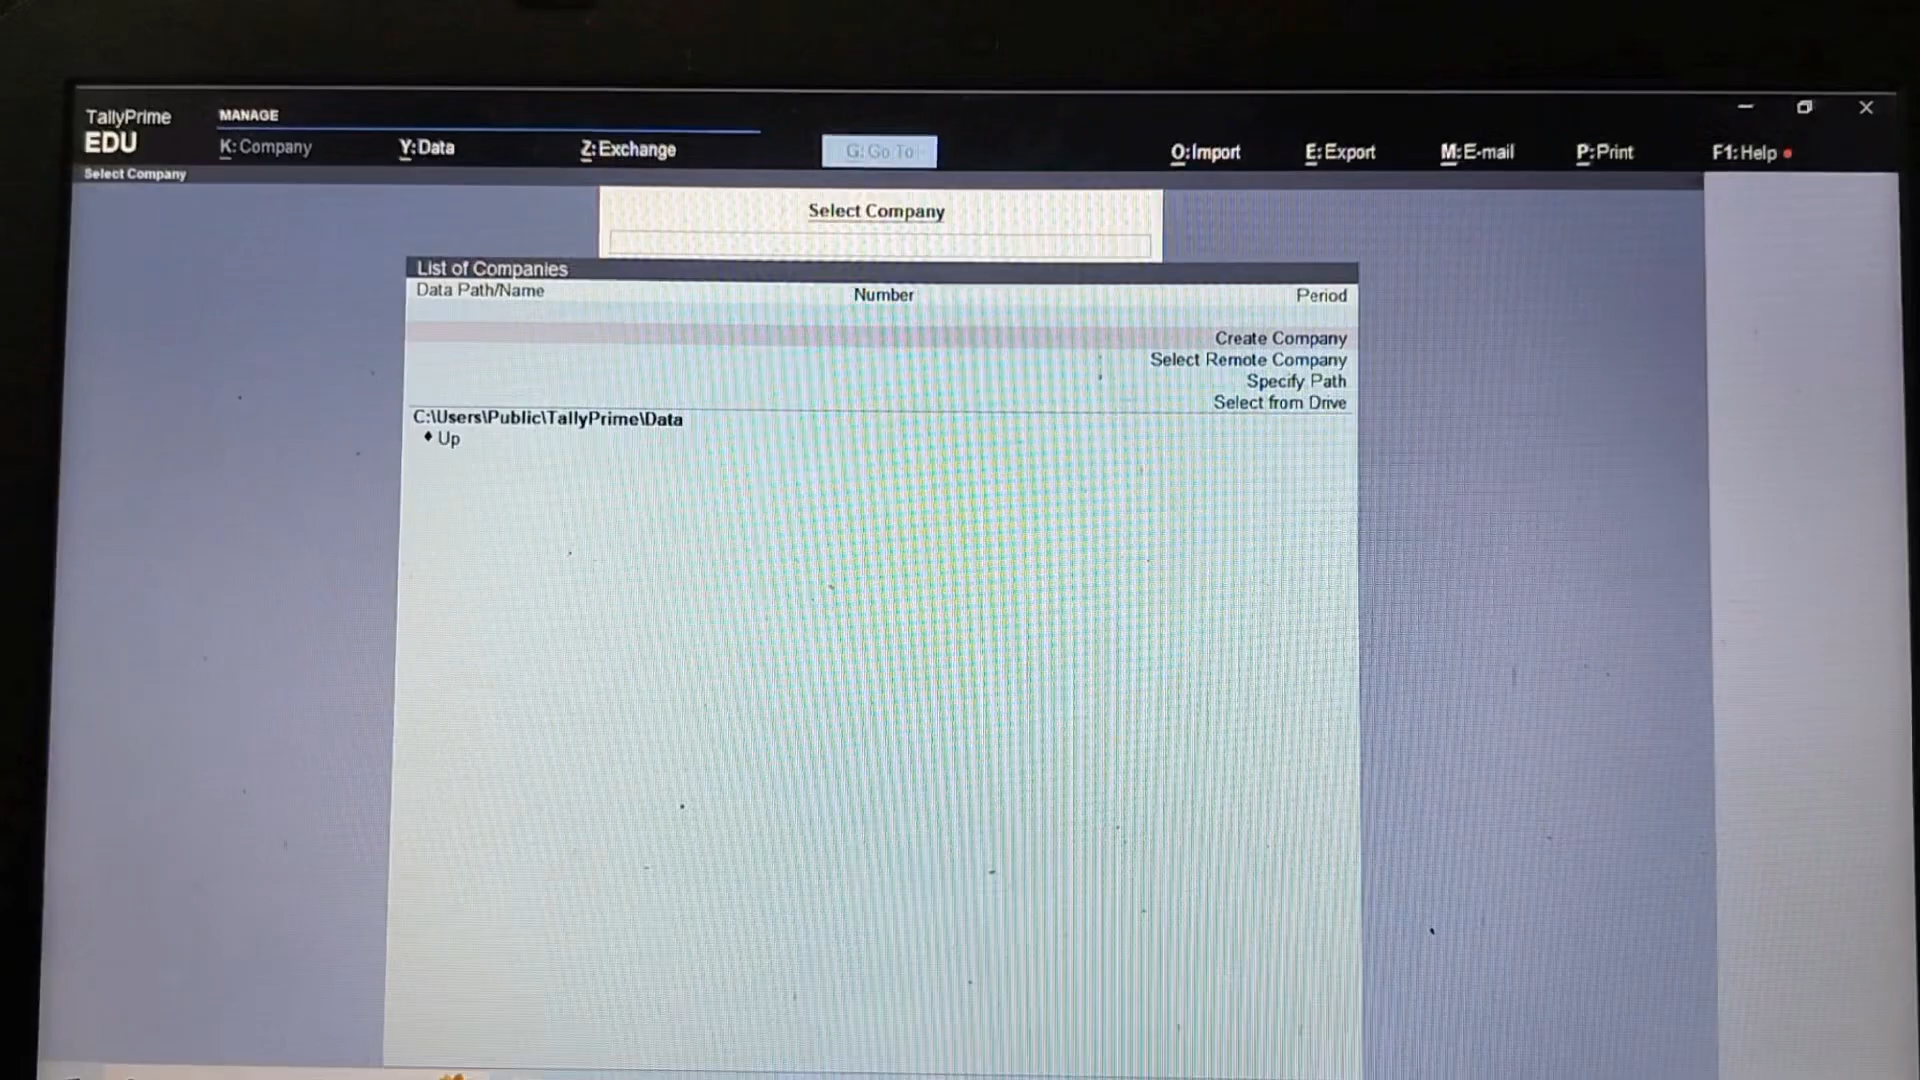 TallyPrime
EDU
MANAGE
K: Company
Y: Data
Z: Exchange
G: Go To
O: Import
E: Export
M: E-mail
P: Print
F1: Help
Select Company
Select Company
List of Companies
Data Path/Name Number Period
Create Company
Select Remote Company
Specify Path
Select from Drive
C:\Users\Public\TallyPrime\Data
♦ Up